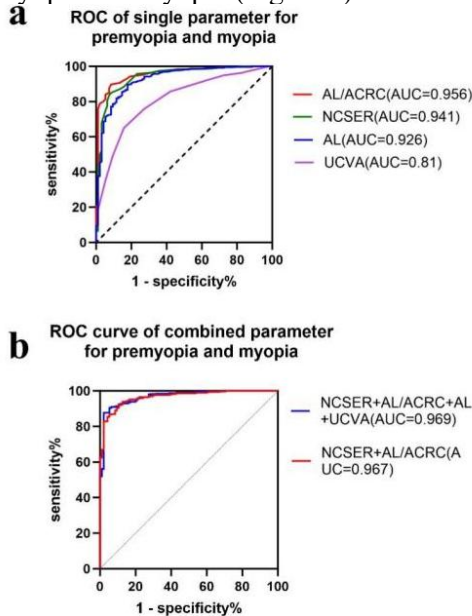 a
ROC of single parameter for
premyopia and myopia
100
80
60
40
20
0
0 20 40 60 80 100
sensitivity%
1 - specificity%
AL/ACRC(AUC=0.956)
NCSER(AUC=0.941)
AL(AUC=0.926)
UCVA(AUC=0.81)
b
ROC curve of combined parameter
for premyopia and myopia
100
80
60
40
20
0
0 20 40 60 80 100
sensitivity%
1 - specificity%
NCSER+AL/ACRC+AL
+UCVA(AUC=0.969)
NCSER+AL/ACRC(A
UC=0.967)